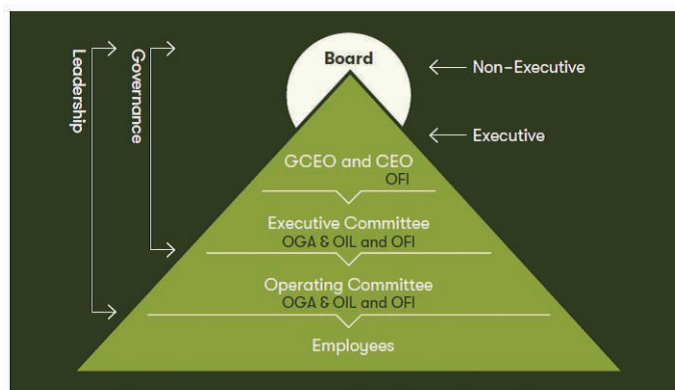 Leadership
Governance
Board
Non-Executive
Executive
GCEO and CEO
OFI
Executive Committee
OGA & OIL and OFI
Operating Committee
OGA & OIL and OFI
Employees